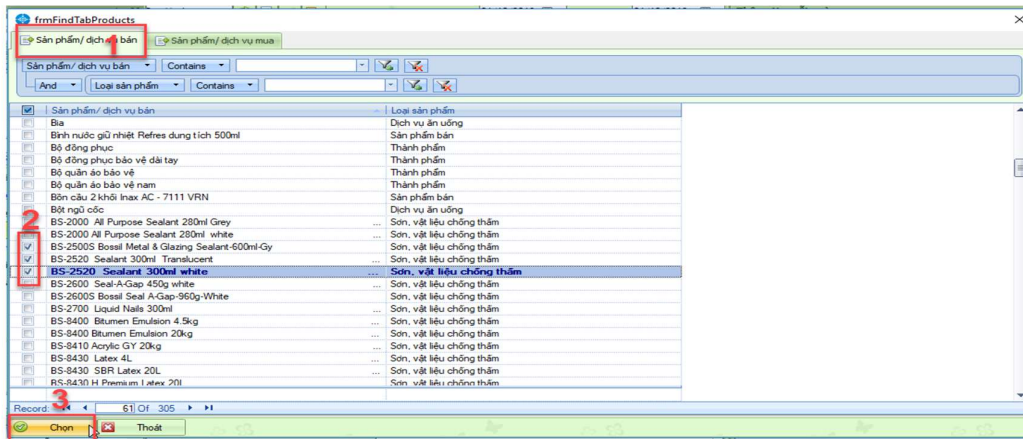 frmFindTabProducts
Sản phẩm/ dịch bán
Sản phẩm/ dịch vụ mua
1
Sản phẩm/ dịch vụ bán Contains
And Loại sản phẩm Contains
Sản phẩm/ dịch vụ bán Loại sản phẩm
Bia Dịch vụ ăn uống
Bình nước giữ nhiệt Refres dung tích 500ml Sản phẩm bán
Bộ đồng phục Thành phẩm
Bộ đồng phục bảo vệ dài tay Thành phẩm
Bộ quần áo bảo vệ Thành phẩm
Bộ quần áo bảo vệ nam Thành phẩm
Bồn cầu 2 khối Inax AC - 7111 VRN Sản phẩm bán
Bột ngũ cốc Dịch vụ ăn uống
2
BS-2000 All Purpose Sealant 280ml Grey ... Sơn, vật liệu chống thấm
BS-2000 All Purpose Sealant 280ml white ... Sơn, vật liệu chống thấm
BS-2500S Bossil Metal & Glazing Sealant-600ml-Gy Sơn, vật liệu chống thấm
BS-2520 Sealant 300ml Translucent ... Sơn, vật liệu chống thấm
BS-2520 Sealant 300ml white ... Sơn, vật liệu chống thấm
BS-2600 Seal-A-Gap 450g white ... Sơn, vật liệu chống thấm
BS-2600S Bossil Seal A-Gap-960g-White Sơn, vật liệu chống thấm
BS-2700 Liquid Nails 300ml ... Sơn, vật liệu chống thấm
BS-8400 Bitumen Emulsion 4.5kg ... Sơn, vật liệu chống thấm
BS-8400 Bitumen Emulsion 20kg ... Sơn, vật liệu chống thấm
BS-8410 Acrylic GY 20kg ... Sơn, vật liệu chống thấm
BS-8430 Latex 4L ... Sơn, vật liệu chống thấm
BS-8430 SBR Latex 20L ... Sơn, vật liệu chống thấm
BS-8430 H Premium Latex 20L Sơn, vật liệu chống thấm
3
Record: 61 Of 305
Chọn Thoát